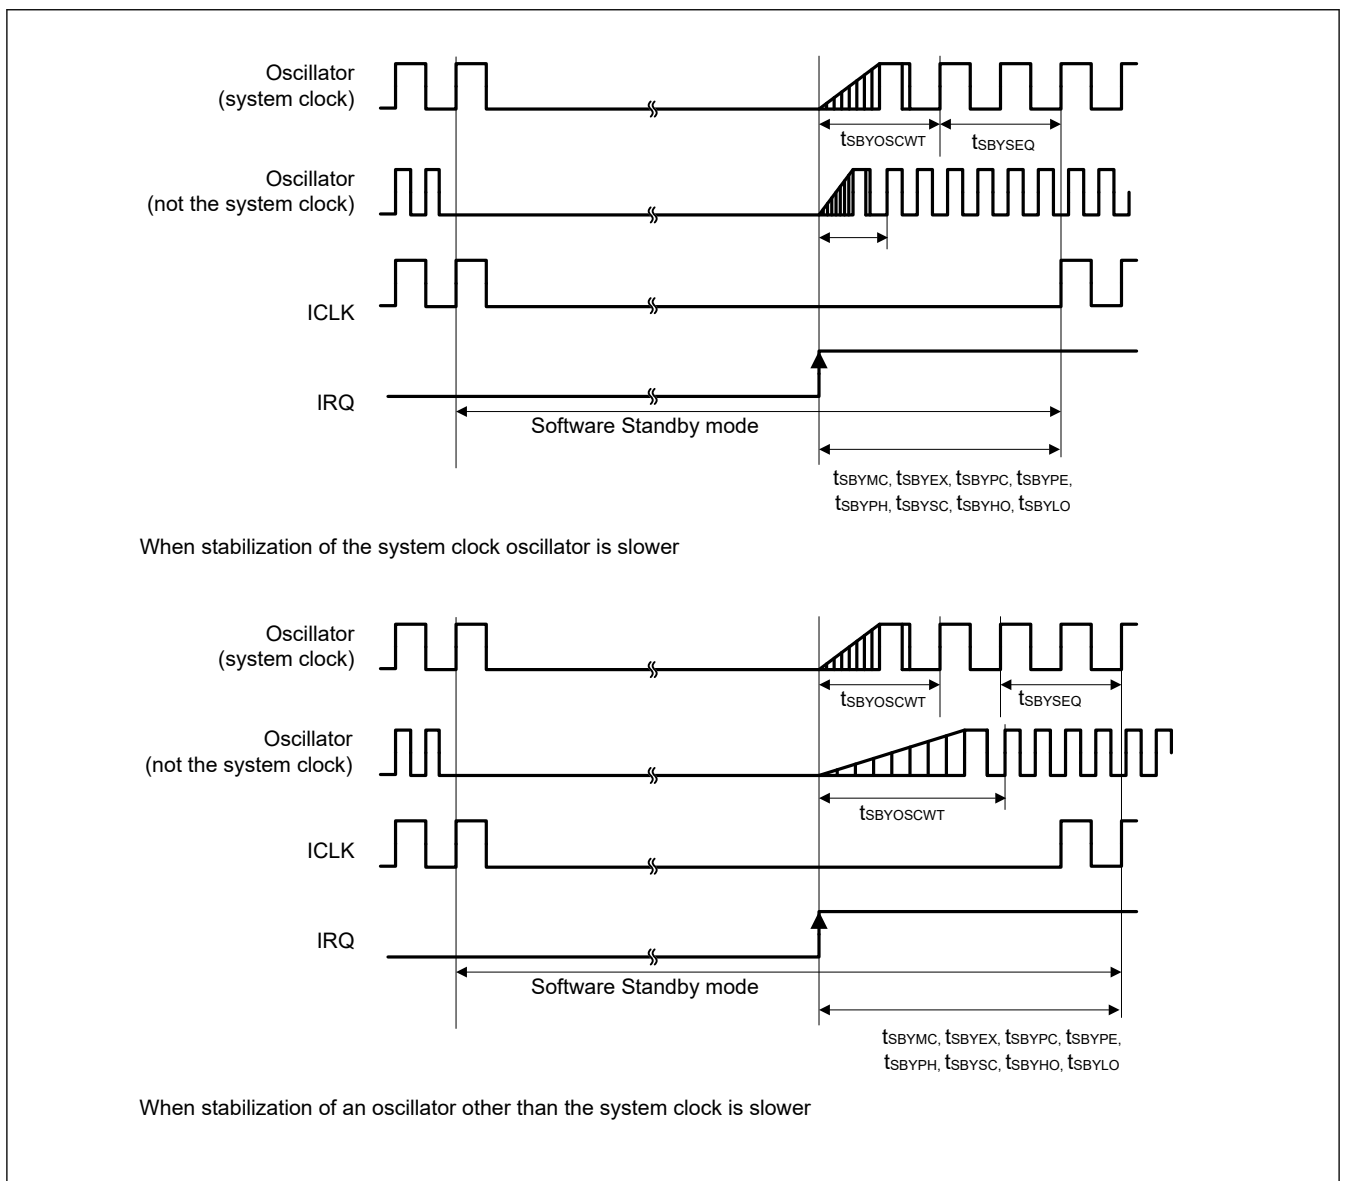 Oscillator
(system clock)
tSBYOSCWT
tSBYSEQ
Oscillator
(not the system clock)
ICLK
IRQ
Software Standby mode
tSBYMC, tSBYEX, tSBYPC, tSBYPE,
tSBYPH, tSBYSC, tSBYHO, tSBYLO
When stabilization of the system clock oscillator is slower
Oscillator
(system clock)
tSBYOSCWT
tSBYSEQ
Oscillator
(not the system clock)
tSBYOSCWT
ICLK
IRQ
Software Standby mode
tSBYMC, tSBYEX, tSBYPC, tSBYPE,
tSBYPH, tSBYSC, tSBYHO, tSBYLO
When stabilization of an oscillator other than the system clock is slower